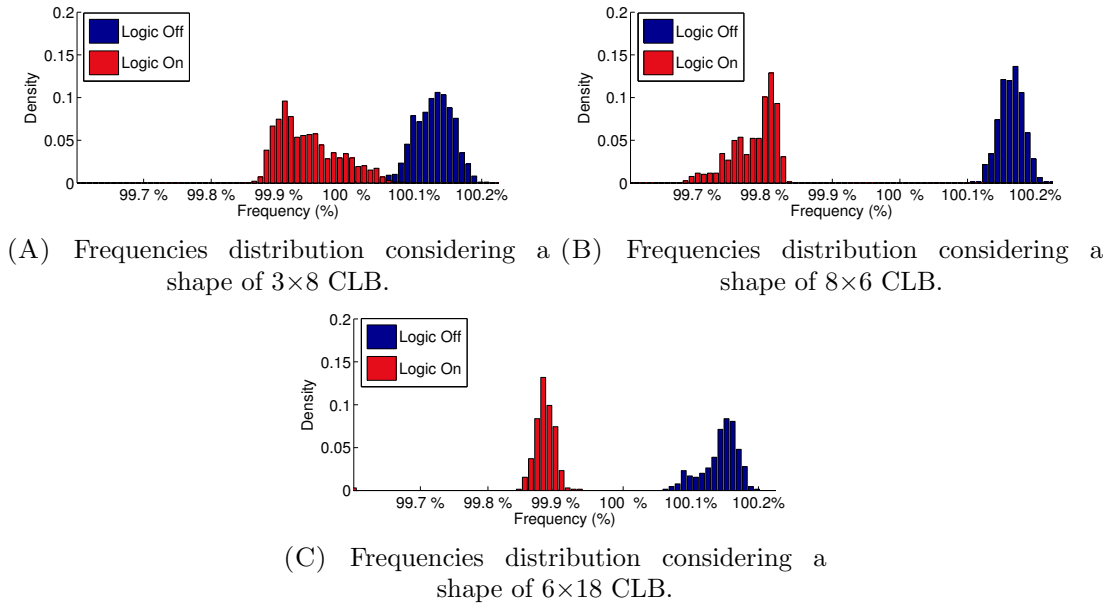 0.2
0.15
0.1
0.05
0
Density
Logic Off
Logic On
99.7 % 99.8 % 99.9 % 100 % 100.1% 100.2%
Frequency (%)
(A) Frequencies distribution considering a
shape of 3×8 CLB.
0.2
0.15
0.1
0.05
0
Density
Logic Off
Logic On
99.7 % 99.8 % 99.9 % 100 % 100.1% 100.2%
Frequency (%)
(B) Frequencies distribution considering a
shape of 8×6 CLB.
0.2
0.15
0.1
0.05
0
Density
Logic Off
Logic On
99.7 % 99.8 % 99.9 % 100 % 100.1% 100.2%
Frequency (%)
(C) Frequencies distribution considering a
shape of 6×18 CLB.